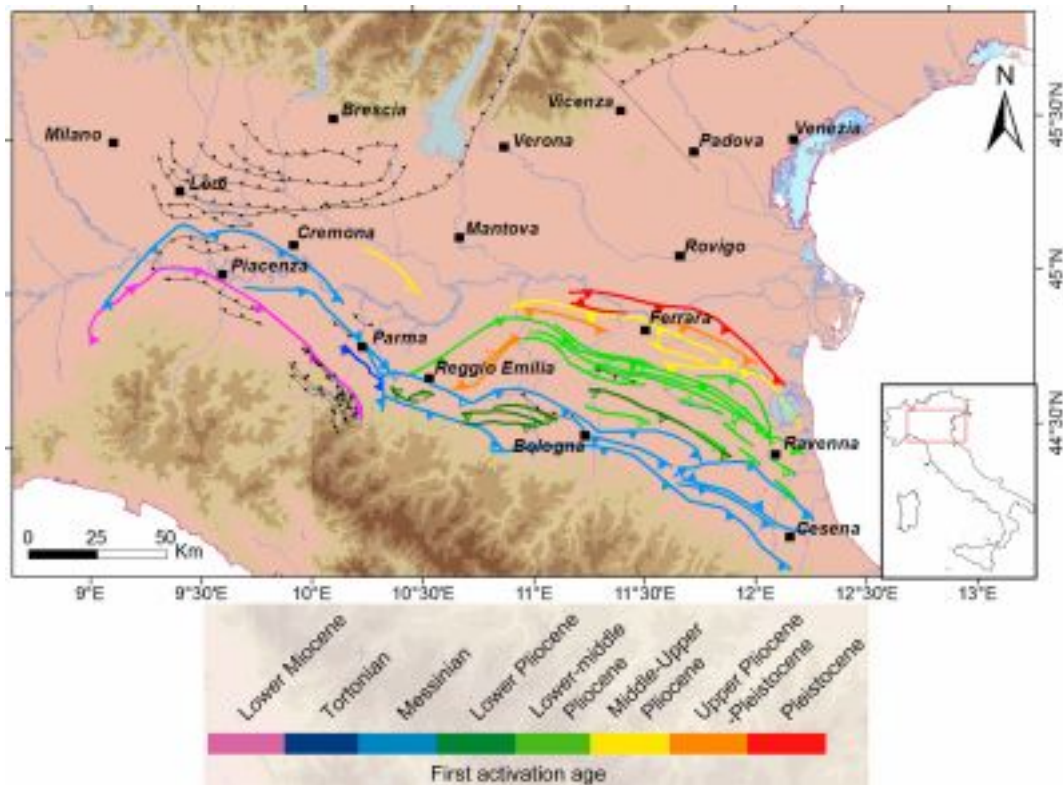 N
Brescia
Vicenza
Milano
Verona
Padova
Venezia
45°30'N
Lodi
Cremona
Mantova
Rovigo
Piacenza
45°N
Parma
Ferrara
Reggio Emilia
44°30'N
Bologna
Ravenna
Cesena
0 25 50
Km
9°E 9°30'E 10°E 10°30'E 11°E 11°30'E 12°E 12°30'E 13°E
Lower Miocene
Tortonian
Messinian
Lower Pliocene
Lower-middle
Pliocene
Middle-Upper
Pliocene
Upper Pliocene
-Pleistocene
Pleistocene
First activation age